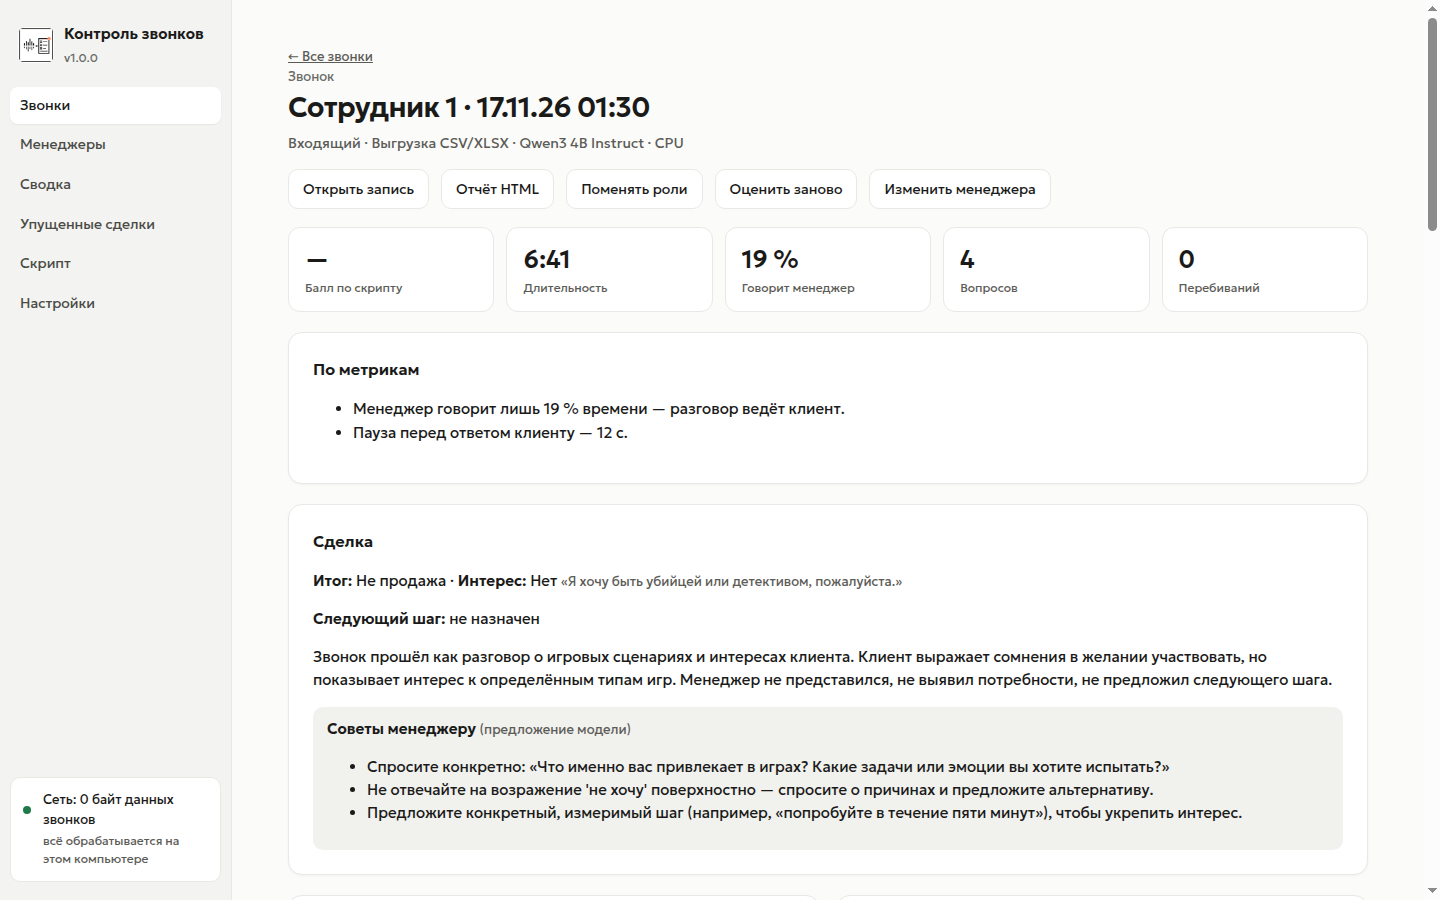 Контроль звонков
v1.0.0
Звонки
Менеджеры
Сводка
Упущенные сделки
Скрипт
Настройки
Сеть: 0 байт данных
звонков
всё обрабатывается на
этом компьютере
← Все звонки
Звонок
Сотрудник 1 · 17.11.26 01:30
Входящий · Выгрузка CSV/XLSX · Qwen3 4B Instruct · CPU
Открыть запись
Отчёт HTML
Поменять роли
Оценить заново
Изменить менеджера
—
Балл по скрипту
6:41
Длительность
19 %
Говорит менеджер
4
Вопросов
0
Перебиваний
По метрикам
• Менеджер говорит лишь 19 % времени — разговор ведёт клиент.
• Пауза перед ответом клиенту — 12 с.
Сделка
Итог: Не продажа · Интерес: Нет «Я хочу быть убийцей или детективом, пожалуйста.»
Следующий шаг: не назначен
Звонок прошёл как разговор о игровых сценариях и интересах клиента. Клиент выражает сомнения в желании участвовать, но
показывает интерес к определённым типам игр. Менеджер не представился, не выявил потребности, не предложил следующего шага.
Советы менеджеру (предложение модели)
• Спросите конкретно: «Что именно вас привлекает в играх? Какие задачи или эмоции вы хотите испытать?»
• Не отвечайте на возражение 'не хочу' поверхностно — спросите о причинах и предложите альтернативу.
• Предложите конкретный, измеримый шаг (например, «попробуйте в течение пяти минут»), чтобы укрепить интерес.